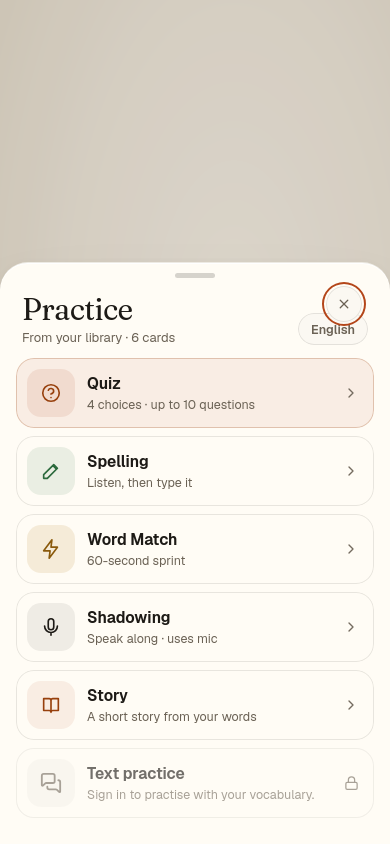 Practice
From your library · 6 cards
English
Quiz
4 choices · up to 10 questions
Spelling
Listen, then type it
Word Match
60-second sprint
Shadowing
Speak along · uses mic
Story
A short story from your words
Text practice
Sign in to practise with your vocabulary.